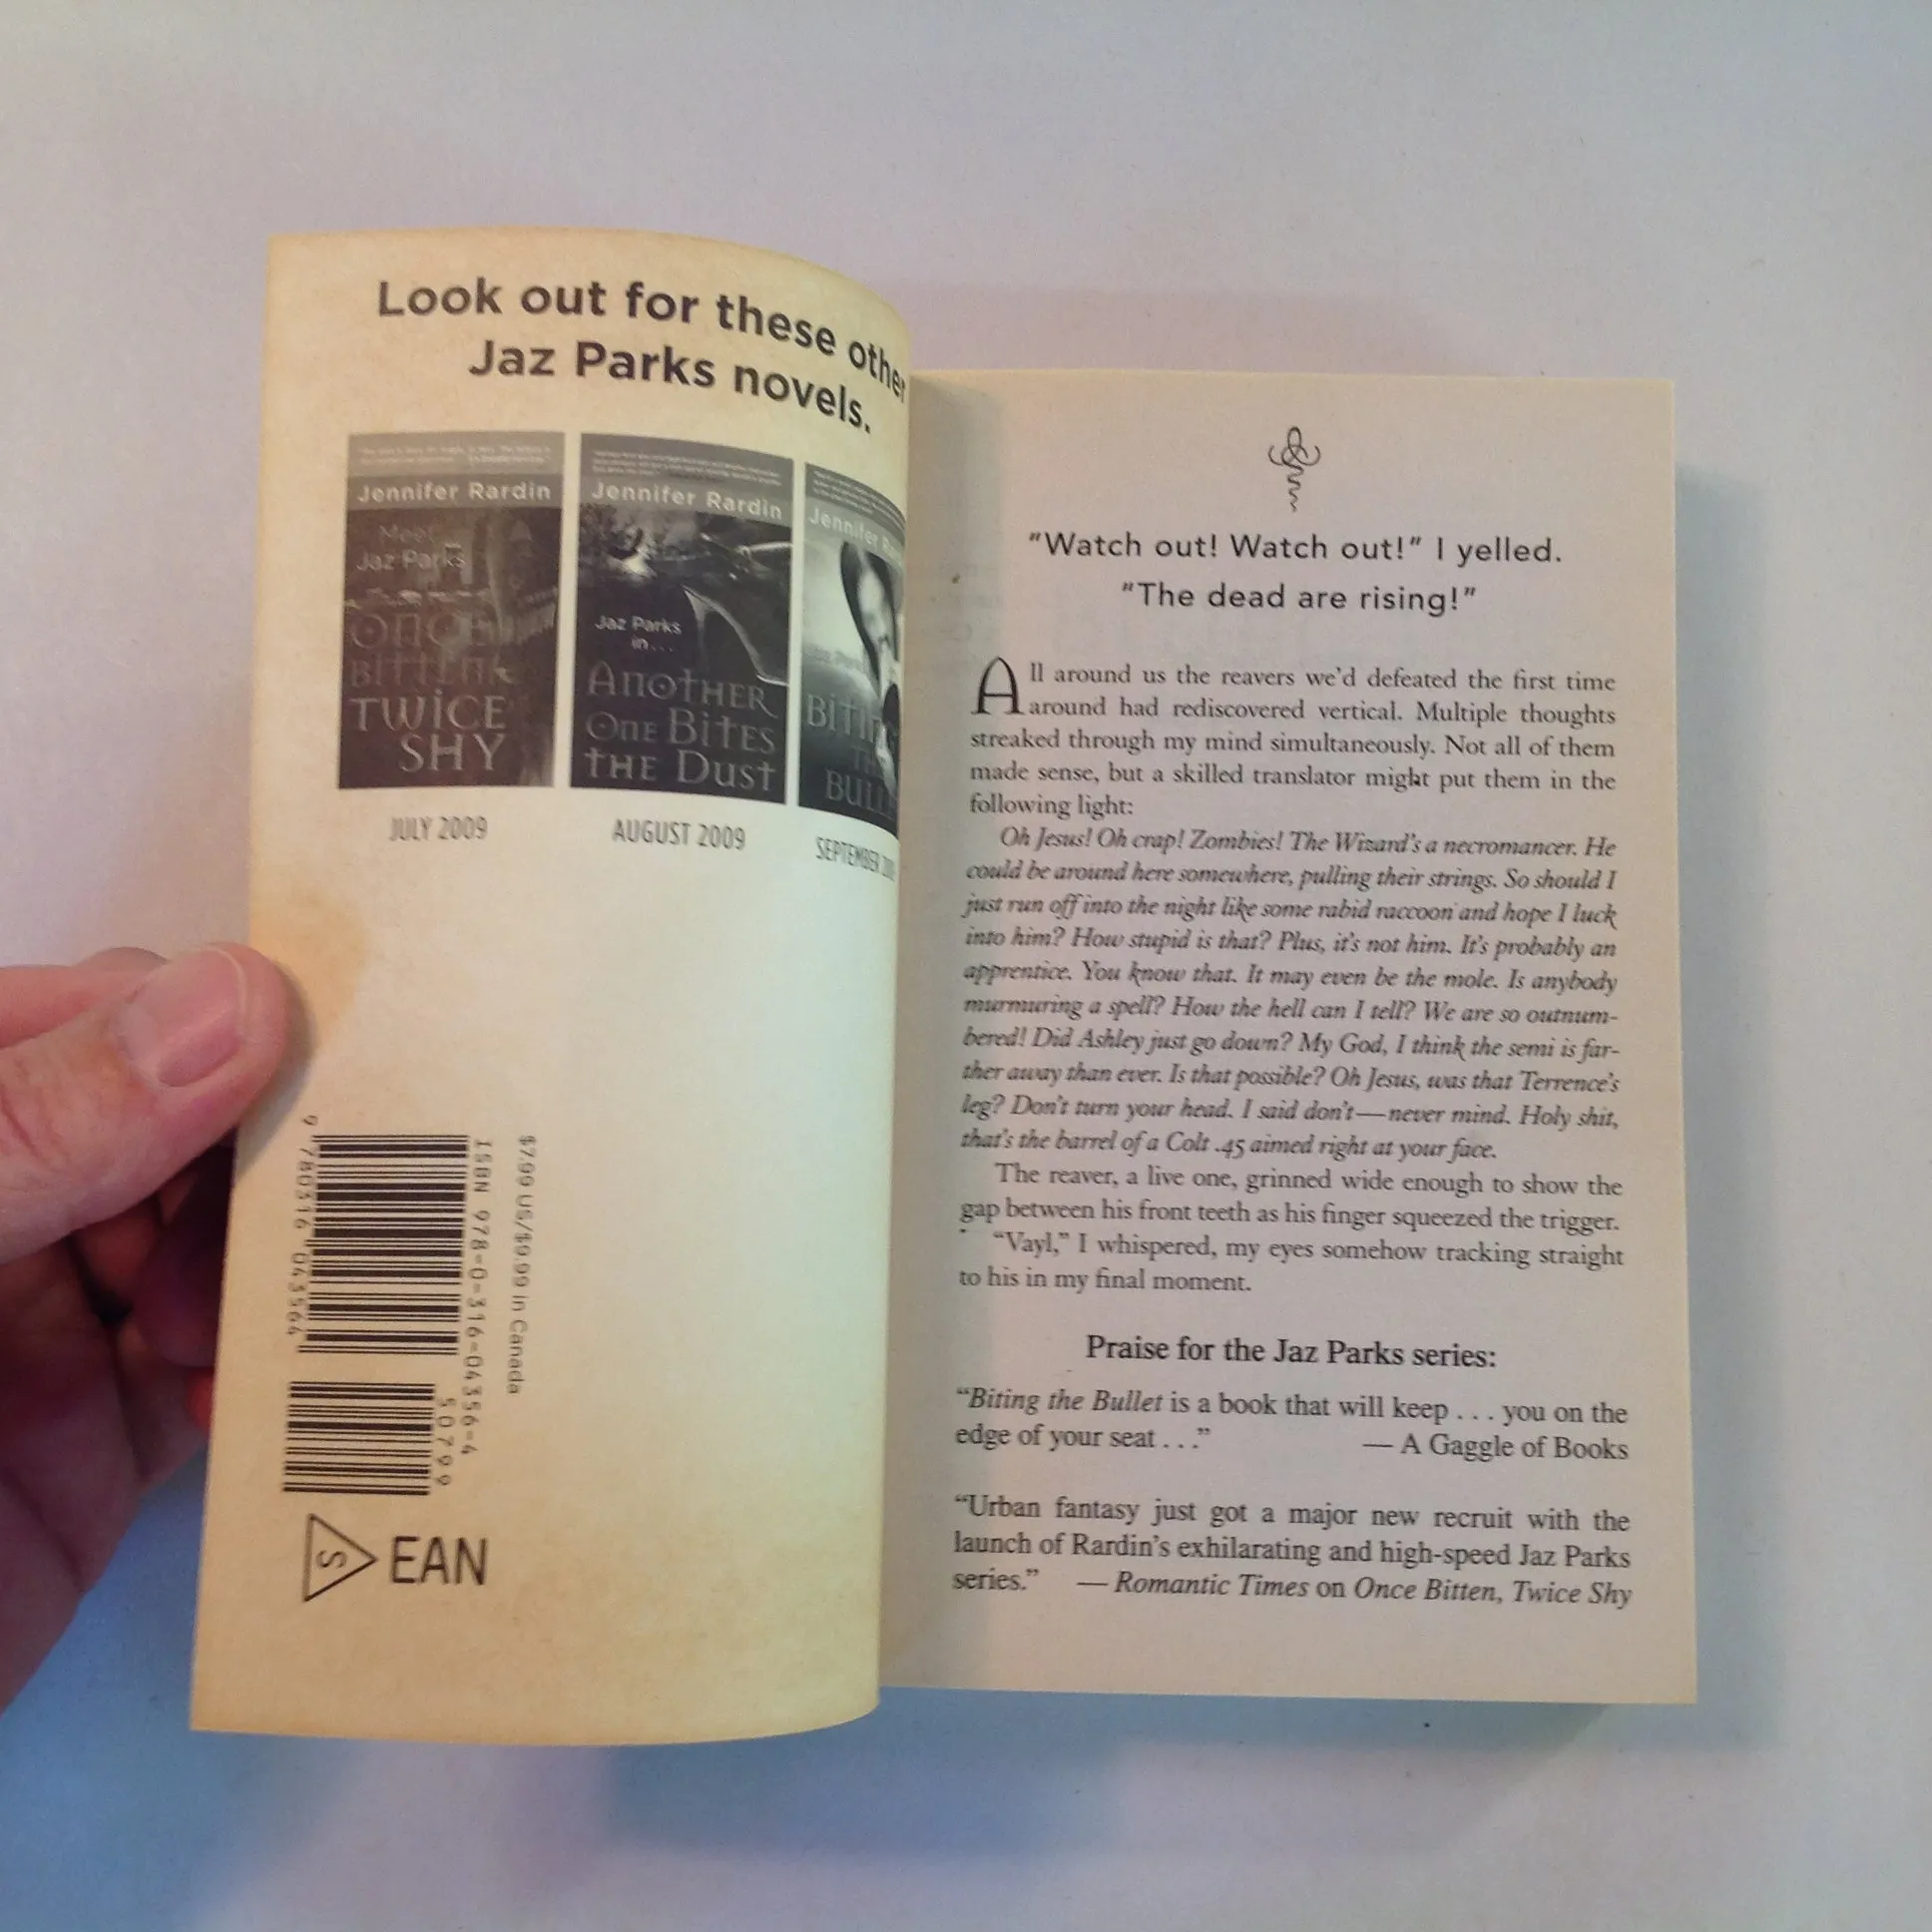 Look out for these other
Jaz Parks novels.
Jennifer Rardin
Meet
Jaz Parks
ONCE
BITTEN,
TWICE
SHY
JULY 2009
Jennifer Rardin
Jaz Parks
in...
ANOTHER
ONE BITES
THE DUST
AUGUST 2009
Jennifer
BITING
BULLE
SEPTEMBER
$7.99 US/$9.99 in Canada
ISBN 978-0-316-04356-4
50799
9 780316 043564
S EAN
"Watch out! Watch out!" I yelled.
"The dead are rising!"
All around us the reavers we'd defeated the first time
around had rediscovered vertical. Multiple thoughts
streaked through my mind simultaneously. Not all of them
made sense, but a skilled translator might put them in the
following light:
Oh Jesus! Oh crap! Zombies! The Wizard's a necromancer. He
could be around here somewhere, pulling their strings. So should I
just run off into the night like some rabid raccoon and hope I luck
into him? How stupid is that? Plus, it's not him. It's probably an
apprentice. You know that. It may even be the mole. Is anybody
murmuring a spell? How the hell can I tell? We are so outnum-
bered! Did Ashley just go down? My God, I think the semi is far-
ther away than ever. Is that possible? Oh Jesus, was that Terrence's
leg? Don't turn your head. I said don't—never mind. Holy shit,
that's the barrel of a Colt .45 aimed right at your face.
The reaver, a live one, grinned wide enough to show the
gap between his front teeth as his finger squeezed the trigger.
"Vayl," I whispered, my eyes somehow tracking straight
to his in my final moment.
Praise for the Jaz Parks series:
"Biting the Bullet is a book that will keep . . . you on the
edge of your seat . . ." — A Gaggle of Books
"Urban fantasy just got a major new recruit with the
launch of Rardin's exhilarating and high-speed Jaz Parks
series." — Romantic Times on Once Bitten, Twice Shy